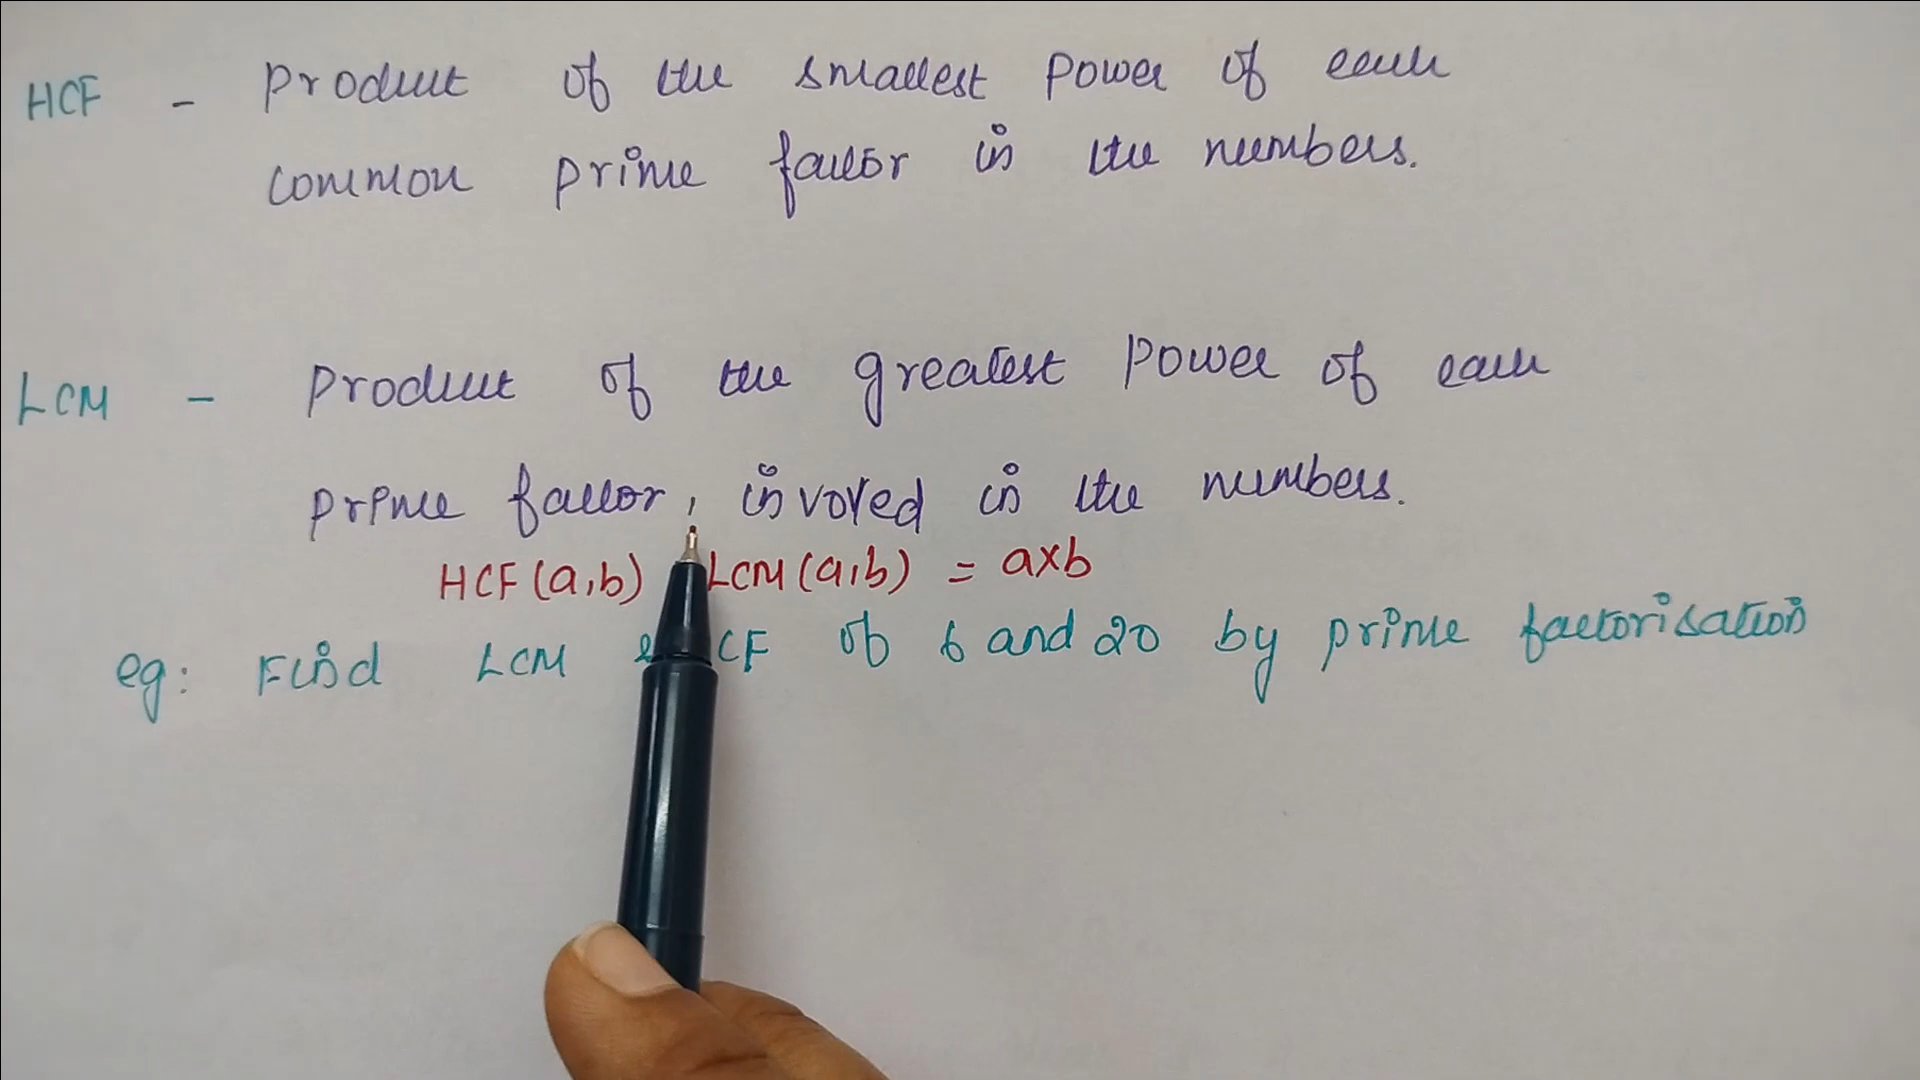 HCF - Product of the smallest power of each
common prime factor in the numbers.
LCM - Product of the greatest power of each
prime factor, invoved in the numbers.
HCF(a,b) LCM(a,b) = a×b
eg: Find LCM & CF of 6 and 20 by prime factorisation